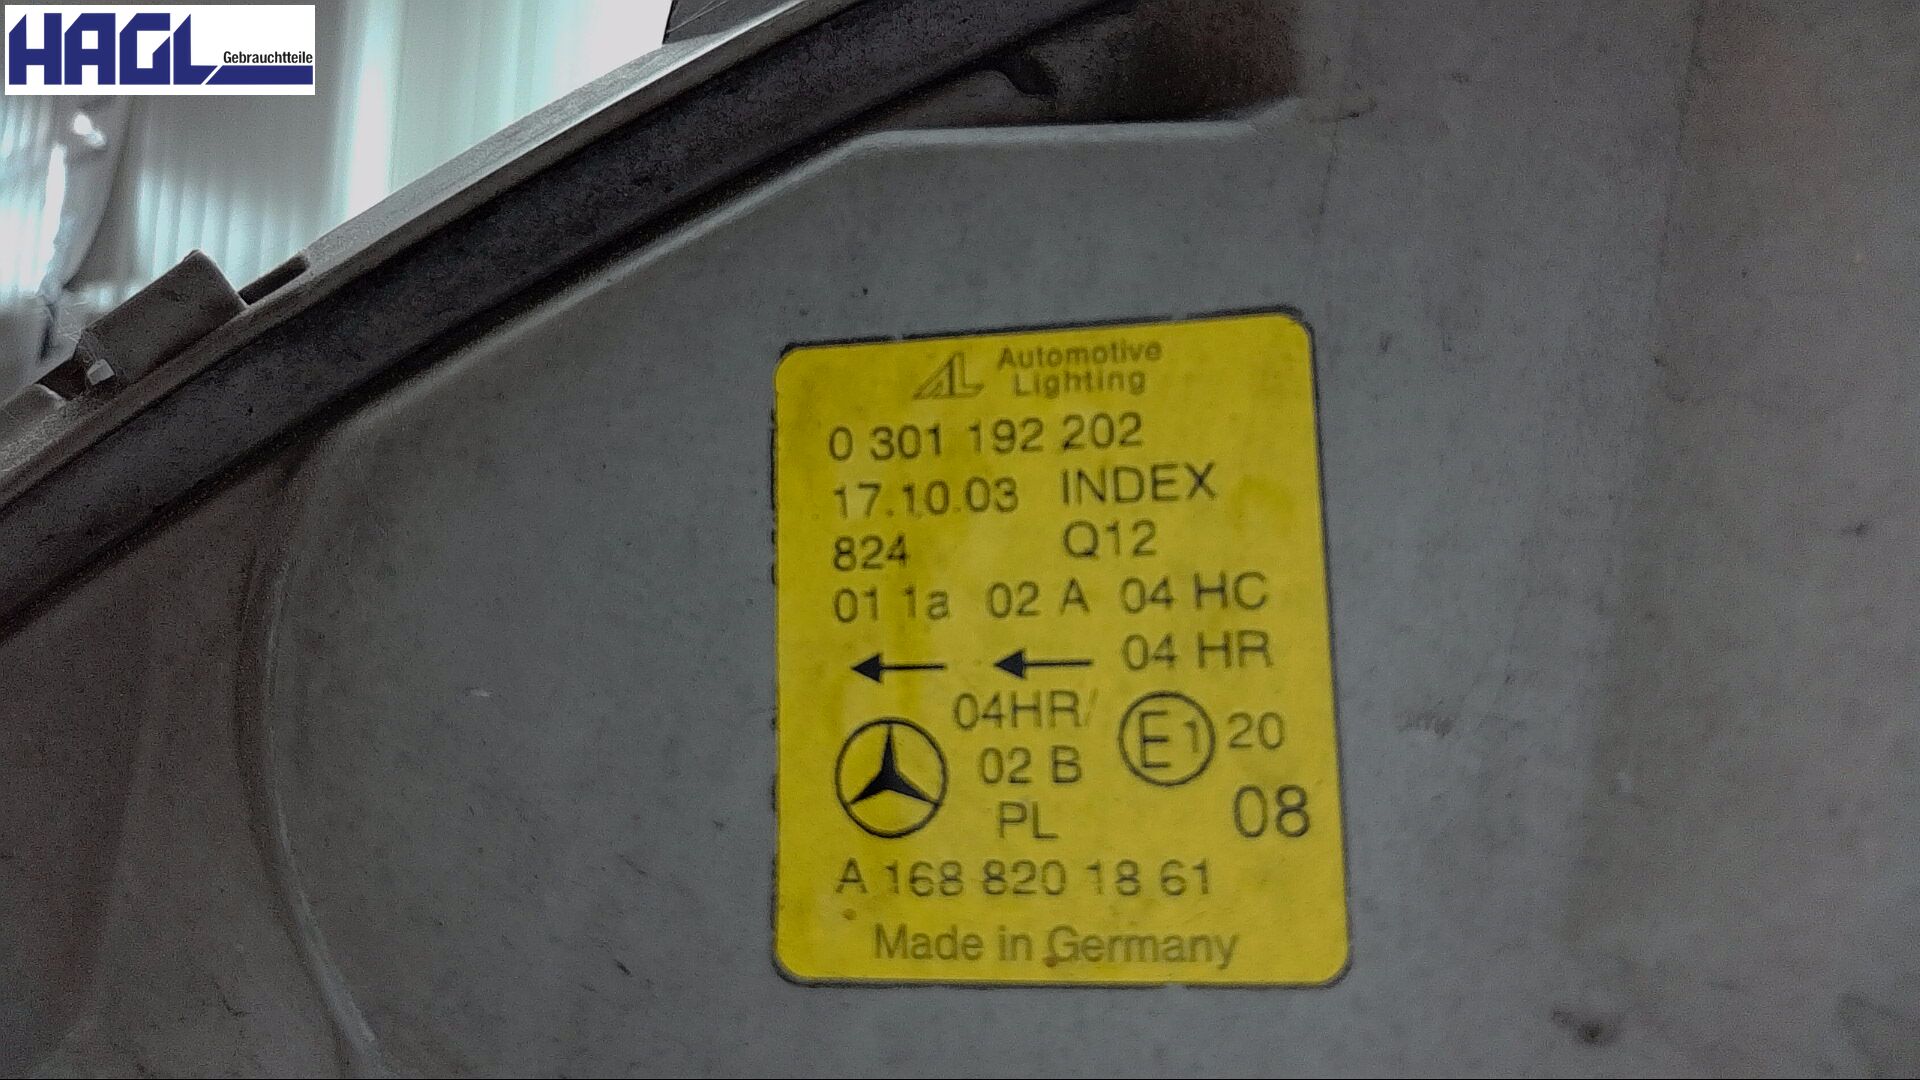 HAGL Gebrauchtteile
AL Automotive
Lighting
0 301 192 202
17.10.03 INDEX
824 Q12
01 1a 02 A 04 HC
04 HR
04HR/
02 B E1 20
PL 08
A 168 820 18 61
Made in Germany